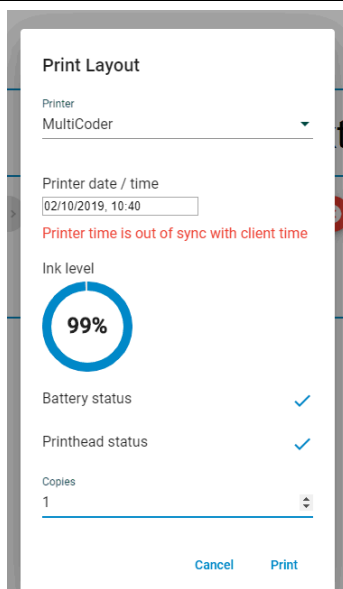 Print Layout
Printer
MultiCoder
Printer date / time
02/10/2019, 10:40
Printer time is out of sync with client time
Ink level
99%
Battery status
Printhead status
Copies
1
Cancel Print